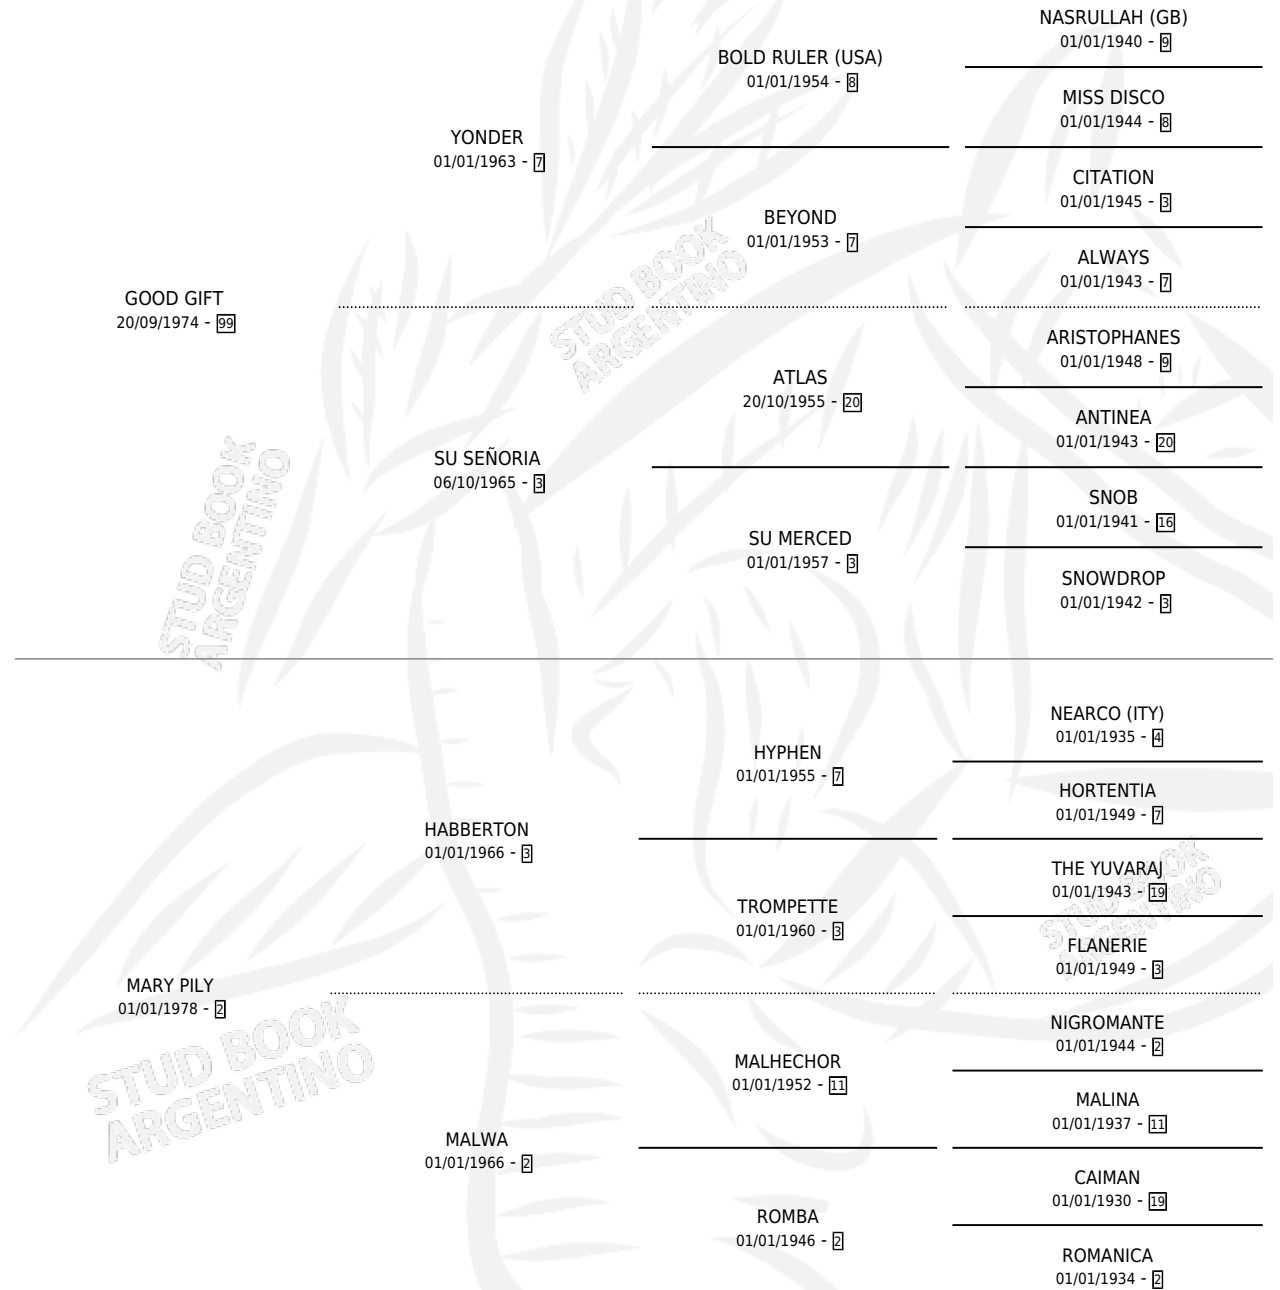 NASRULLAH (GB)
01/01/1940 - 9
BOLD RULER (USA)
01/01/1954 - 8
MISS DISCO
01/01/1944 - 8
YONDER
01/01/1963 - 7
CITATION
01/01/1945 - 3
BEYOND
01/01/1953 - 7
ALWAYS
01/01/1943 - 7
GOOD GIFT
20/09/1974 - 99
ARISTOPHANES
01/01/1948 - 9
ATLAS
20/10/1955 - 20
ANTINEA
01/01/1943 - 20
SU SEÑORIA
06/10/1965 - 3
SNOB
01/01/1941 - 16
SU MERCED
01/01/1957 - 3
SNOWDROP
01/01/1942 - 3
STUD BOOK
ARGENTINO
STUD BOOK
ARGENTINO
NEARCO (ITY)
01/01/1935 - 4
HYPHEN
01/01/1955 - 7
HORTENTIA
01/01/1949 - 7
HABBERTON
01/01/1966 - 3
THE YUVARAJ
01/01/1943 - 19
TROMPETTE
01/01/1960 - 3
FLANERIE
01/01/1949 - 3
MARY PILY
01/01/1978 - 2
NIGROMANTE
01/01/1944 - 2
MALHECHOR
01/01/1952 - 11
MALINA
01/01/1937 - 11
MALWA
01/01/1966 - 2
CAIMAN
01/01/1930 - 19
ROMBA
01/01/1946 - 2
ROMANICA
01/01/1934 - 2
STUD BOOK
ARGENTINO
STUD BOOK
ARGENTINO